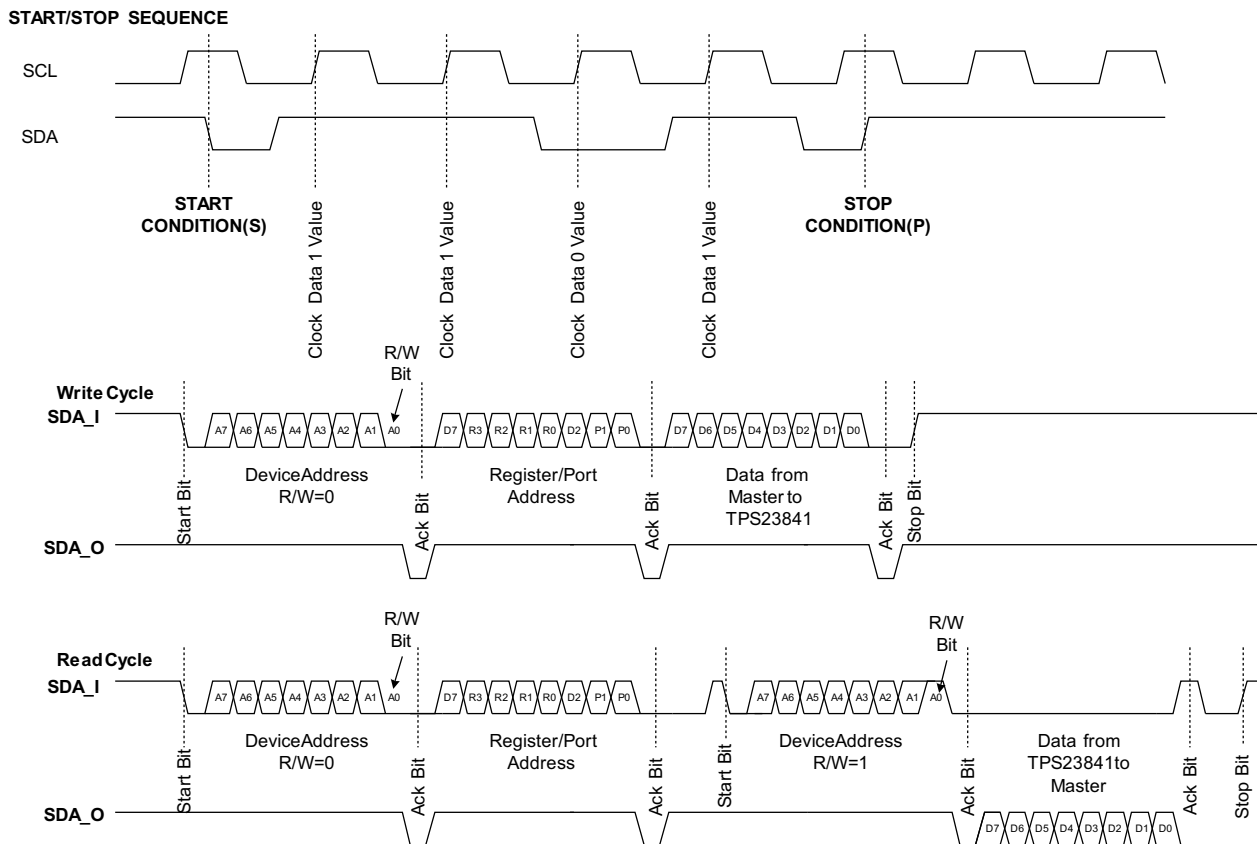 START/STOP SEQUENCE
SCL
SDA
START
CONDITION(S)
STOP
CONDITION(P)
Clock Data 1 Value
Clock Data 1 Value
Clock Data 0 Value
Clock Data 1 Value
R/W
Bit
Write Cycle
SDA_I
A7 A6 A5 A4 A3 A2 A1 A0 D7 R3 R2 R1 R0 D2 P1 P0 D7 D6 D5 D4 D3 D2 D1 D0
Start Bit
Device Address
R/W=0
Ack Bit
Register/Port
Address
Ack Bit
Data from
Master to
TPS23841
Ack Bit
Stop Bit
SDA_O
R/W
Bit
R/W
Bit
Read Cycle
SDA_I
A7 A6 A5 A4 A3 A2 A1 A0 D7 R3 R2 R1 R0 D2 P1 P0 A7 A6 A5 A4 A3 A2 A1 A0
Start Bit
Device Address
R/W=0
Ack Bit
Register/Port
Address
Ack Bit
Start Bit
Device Address
R/W=1
Ack Bit
Data from
TPS23841to
Master
Ack Bit
Stop Bit
SDA_O
D7 D6 D5 D4 D3 D2 D1 D0